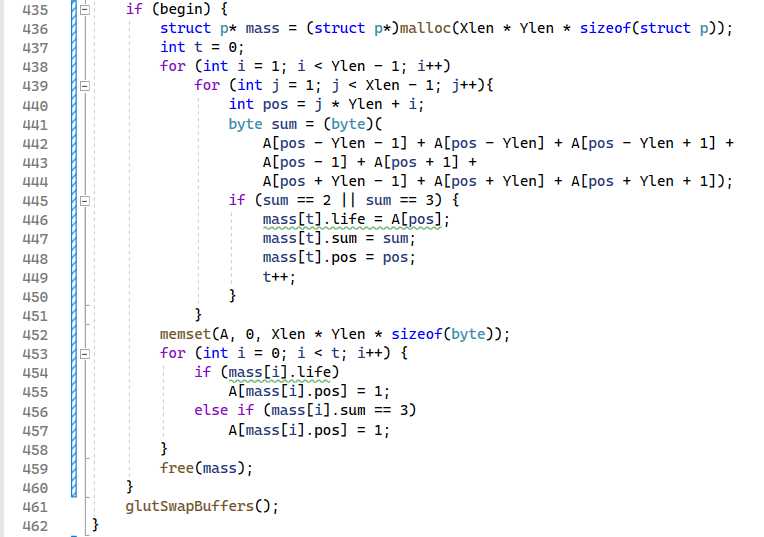 435 if (begin) {
436 struct p* mass = (struct p*)malloc(Xlen * Ylen * sizeof(struct p));
437 int t = 0;
438 for (int i = 1; i < Ylen - 1; i++)
439 for (int j = 1; j < Xlen - 1; j++){
440 int pos = j * Ylen + i;
441 byte sum = (byte)(
442 A[pos - Ylen - 1] + A[pos - Ylen] + A[pos - Ylen + 1] +
443 A[pos - 1] + A[pos + 1] +
444 A[pos + Ylen - 1] + A[pos + Ylen] + A[pos + Ylen + 1]);
445 if (sum == 2 || sum == 3) {
446 mass[t].life = A[pos];
447 mass[t].sum = sum;
448 mass[t].pos = pos;
449 t++;
450 }
451 }
452 memset(A, 0, Xlen * Ylen * sizeof(byte));
453 for (int i = 0; i < t; i++) {
454 if (mass[i].life)
455 A[mass[i].pos] = 1;
456 else if (mass[i].sum == 3)
457 A[mass[i].pos] = 1;
458 }
459 free(mass);
460 }
461 glutSwapBuffers();
462 }